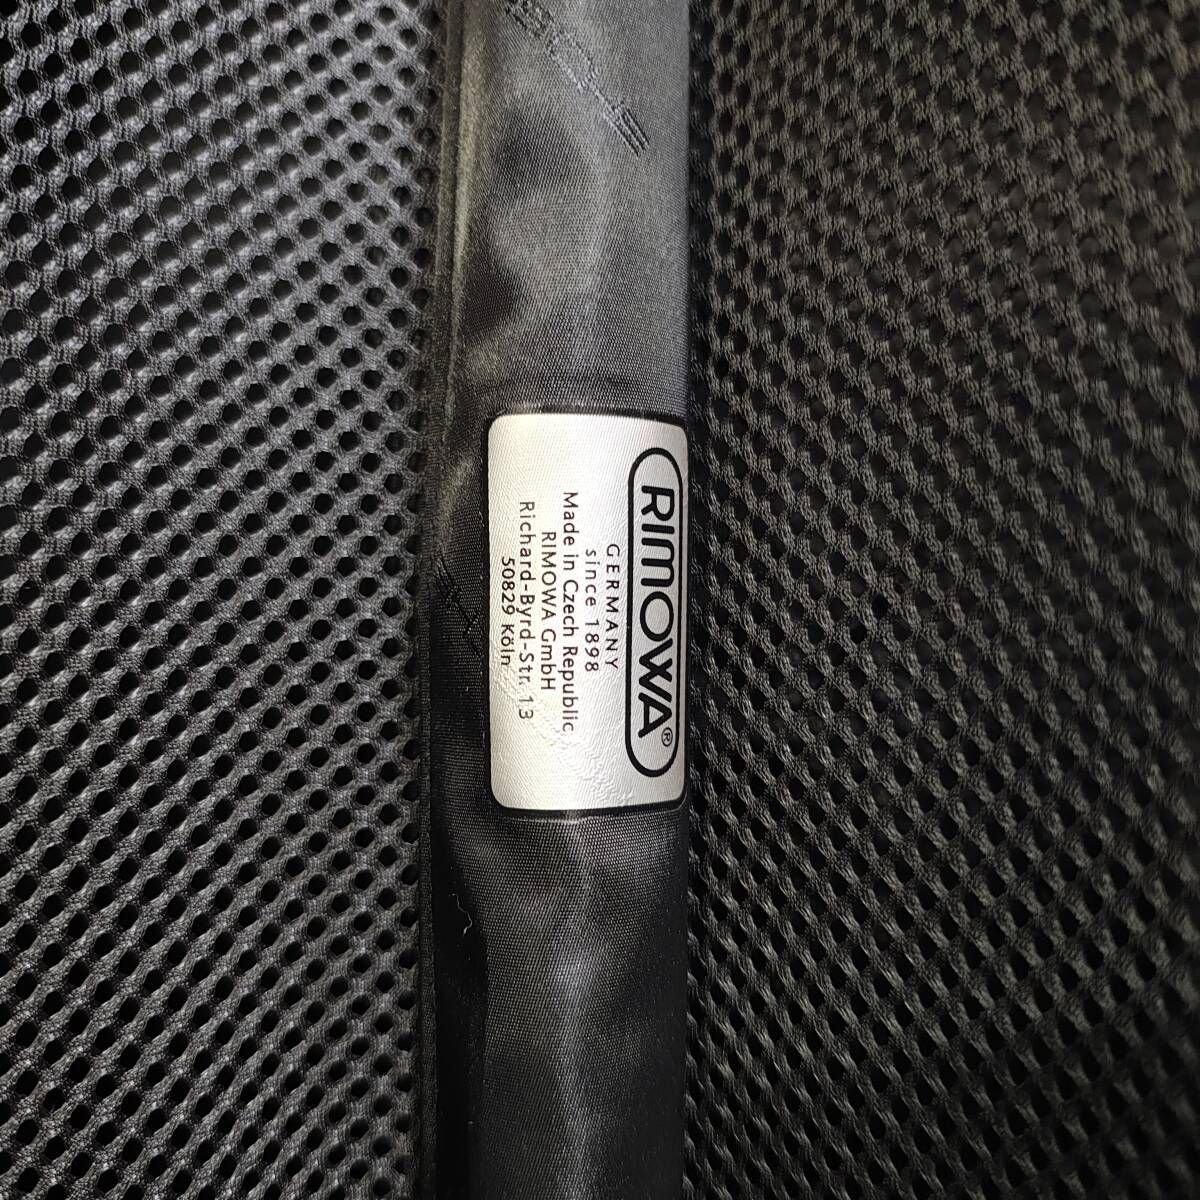 RIMOWA®
GERMANY
since 1898
Made in Czech Republic
RIMOWA GmbH
Richard-Byrd-Str. 13
50829 Köln